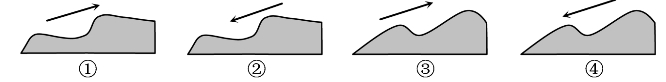 ① ② ③ ④